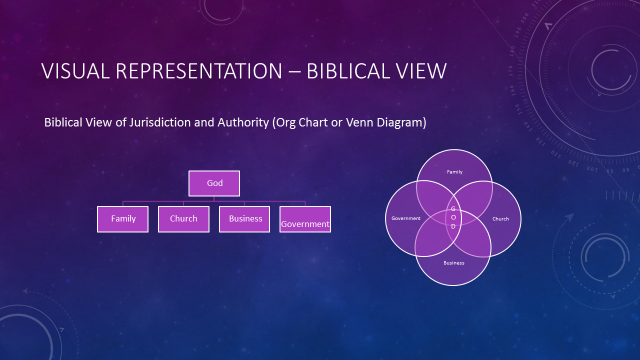 VISUAL REPRESENTATION – BIBLICAL VIEW
Biblical View of Jurisdiction and Authority (Org Chart or Venn Diagram)
God
Family
Church
Business
Government
Family
Government
G
O
D
Church
Business